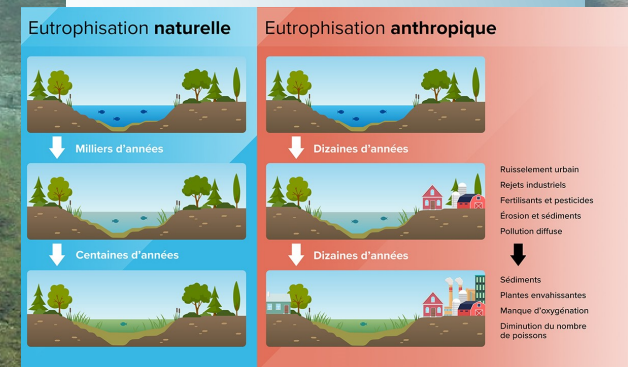 Eutrophisation naturelle
Milliers d'années
Centaines d'années
Eutrophisation anthropique
Dizaines d'années
Dizaines d'années
Ruisselement urbain
Rejets industriels
Fertilisants et pesticides
Érosion et sédiments
Pollution diffuse
Sédiments
Plantes envahissantes
Manque d'oxygénation
Diminution du nombre
de poissons